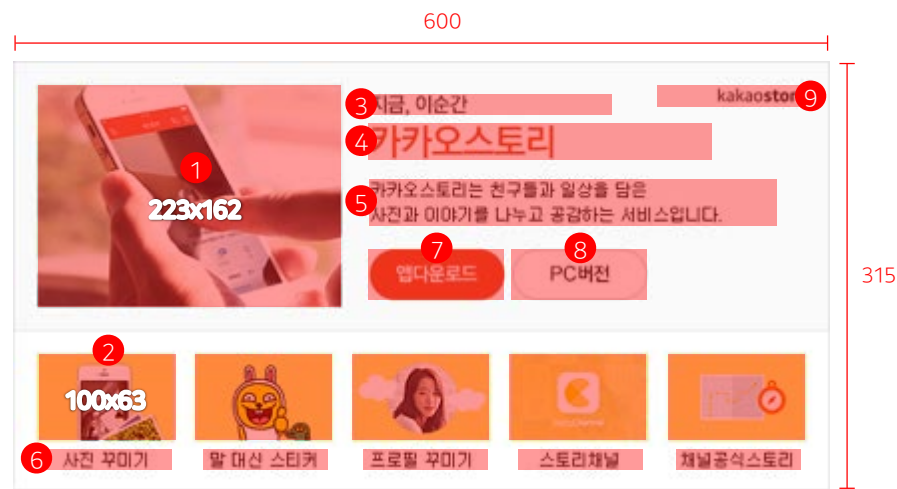 600
지금, 이순간
kakaostory
카카오스토리
카카오스토리는 친구들과 일상을 담은
사진과 이야기를 나누고 공감하는 서비스입니다.
앱다운로드
PC버전
1
223x162
3
4
5
7
8
9
315
2
100x63
6
사진 꾸미기
말 대신 스티커
프로필 꾸미기
스토리채널
채널공식스토리